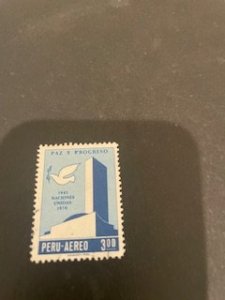 PAZ Y PROGRESO
1945
NACIONES
UNIDAS
1970
PERU-AEREO 3.00